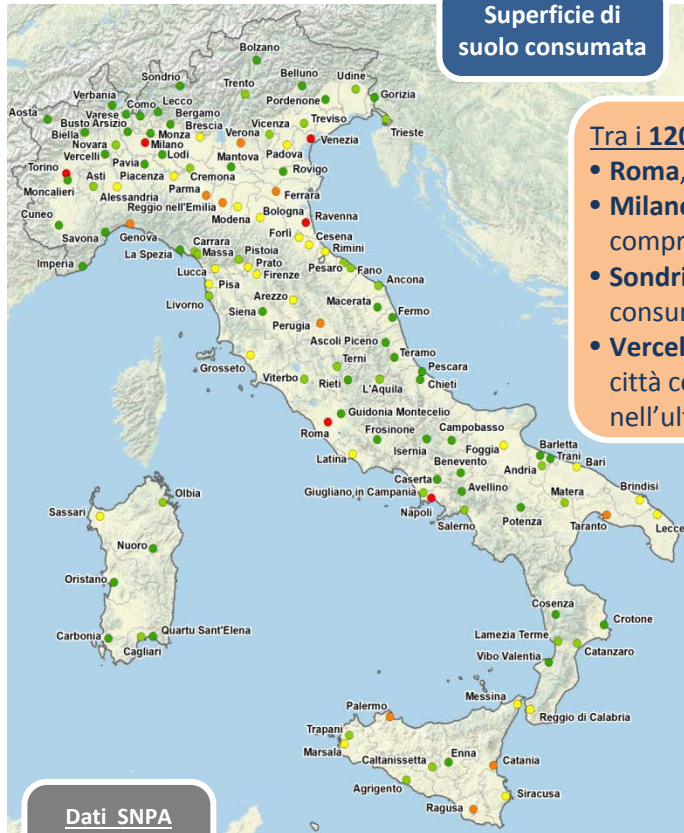 Superficie di
suolo consumata
Tra i 120
• Roma,
• Milano
compr
• Sondri
consur
• Vercel
città co
nell'ult
Bolzano
Sondrio
Belluno
Udine
Verbania
Trento
Gorizia
Como
Lecco
Pordenone
Aosta
Varese
Bergamo
Treviso
Busto Arsizio
Brescia
Vicenza
Biella
Monza
Verona
Trieste
Novara
Milano
Venezia
Vercelli
Lodi
Padova
Torino
Pavia
Mantova
Rovigo
Asti
Piacenza
Cremona
Moncalieri
Alessandria
Parma
Ferrara
Reggio nell'Emilia
Cuneo
Modena
Bologna
Ravenna
Savona
Genova
Forlì
Cesena
Carrara
Rimini
Imperia
La Spezia
Massa
Pistoia
Prato
Pesaro
Fano
Lucca
Firenze
Pisa
Ancona
Livorno
Arezzo
Macerata
Siena
Fermo
Perugia
Ascoli Piceno
Teramo
Grosseto
Terni
Pescara
Viterbo
Rieti
L'Aquila
Chieti
Guidonia Montecelio
Roma
Frosinone
Campobasso
Isernia
Foggia
Barletta
Latina
Benevento
Trani
Caserta
Andria
Bari
Giugliano in Campania
Avellino
Matera
Brindisi
Napoli
Salerno
Potenza
Taranto
Lecce
Olbia
Sassari
Nuoro
Oristano
Cosenza
Crotone
Carbonia
Quartu Sant'Elena
Lamezia Terme
Cagliari
Catanzaro
Vibo Valentia
Messina
Palermo
Reggio di Calabria
Trapani
Marsala
Enna
Caltanissetta
Catania
Agrigento
Siracusa
Ragusa
Dati SNPA